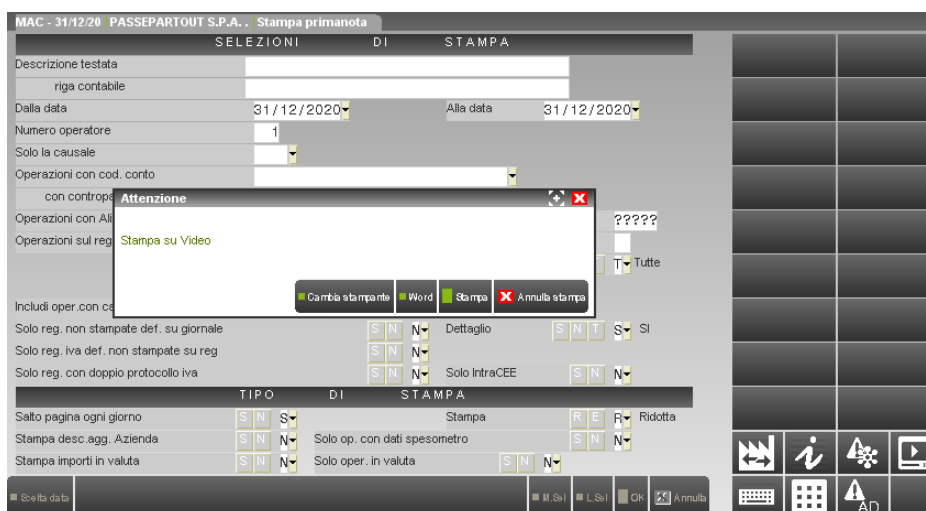 MAC - 31/12/20 PASSEPARTOUT S.P.A. . Stampa primanota
SELEZIONI DI STAMPA
Descrizione testata
riga contabile
Dalla data 31/12/2020 Alla data 31/12/2020
Numero operatore 1
Solo la causale
Operazioni con cod. conto
con contropa
Attenzione
Operazioni con Ali ?????
Operazioni sul reg
Stampa su Video
T Tutte
Cambia stampante Word Stampa Annulla stampa
Includi oper.con ca
Solo reg. non stampate def. su giornale S N N Dettaglio S N T S SI
Solo reg. iva def. non stampate su reg S N N
Solo reg. con doppio protocollo iva S N N Solo IntraCEE S N N
TIPO DI STAMPA
Salto pagina ogni giorno S N S Stampa R E R Ridotta
Stampa desc.agg. Azienda S N N Solo op. con dati spesometro S N N
Stampa importi in valuta S N N Solo oper. in valuta S N N
Scelta data M.Sel L.Sel Ok Annulla
AD